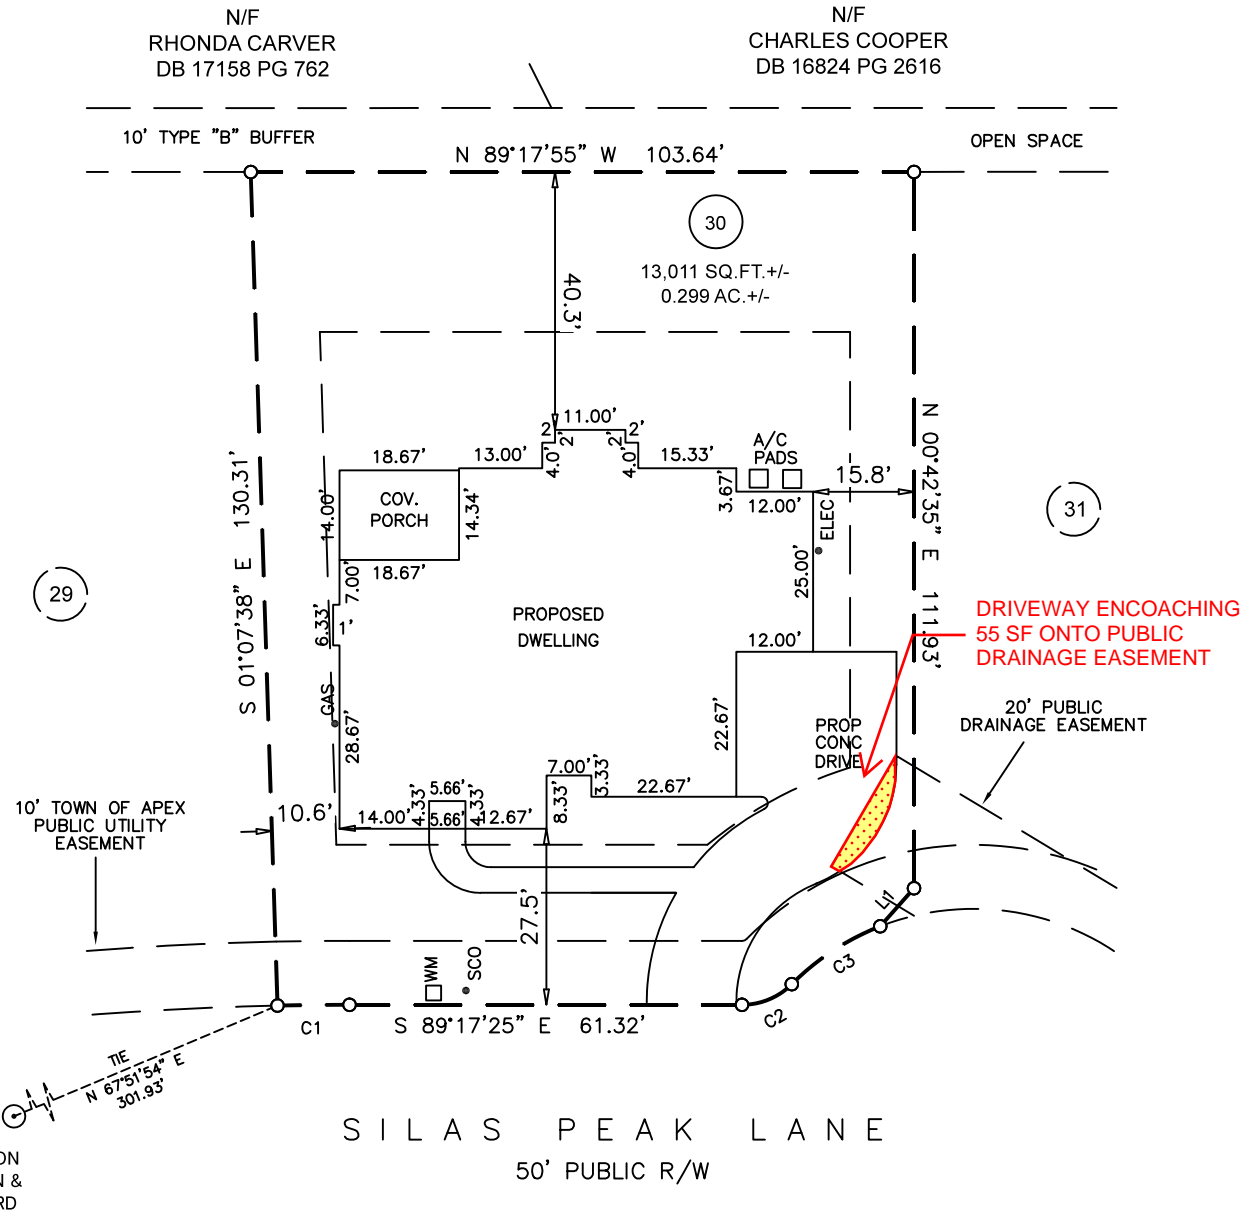 N/F
RHONDA CARVER
DB 17158 PG 762
N/F
CHARLES COOPER
DB 16824 PG 2616
10' TYPE "B" BUFFER
OPEN SPACE
N 89°17'55" W 103.64'
30
13,011 SQ.FT.+/-
0.299 AC.+/-
40.3'
11.00'
2'
2'
2'
2'
4.0'
4.0'
13.00'
15.33'
18.67'
A/C
PADS
15.8'
3.67'
12.00'
COV.
PORCH
14.00'
14.34'
18.67'
ELEC
25.00'
31
29
N 00°42'35" E 111.93'
S 01°07'38" E 130.31'
7.00'
6.33'
1'
PROPOSED
DWELLING
12.00'
DRIVEWAY ENCOACHING
55 SF ONTO PUBLIC
DRAINAGE EASEMENT
20' PUBLIC
DRAINAGE EASEMENT
GAS
28.67'
22.67'
PROP
CONC
DRIVE
7.00'
3.33'
8.33'
22.67'
5.66'
4.33'
4.33'
5.66'
14.00'
12.67'
10.6'
10' TOWN OF APEX
PUBLIC UTILITY
EASEMENT
27.5'
L1
WM
SCO
C3
C2
C1
S 89°17'25" E 61.32'
TIE
N 67°51'54" E
301.93'
SILAS PEAK LANE
50' PUBLIC R/W
ON
N &
RD